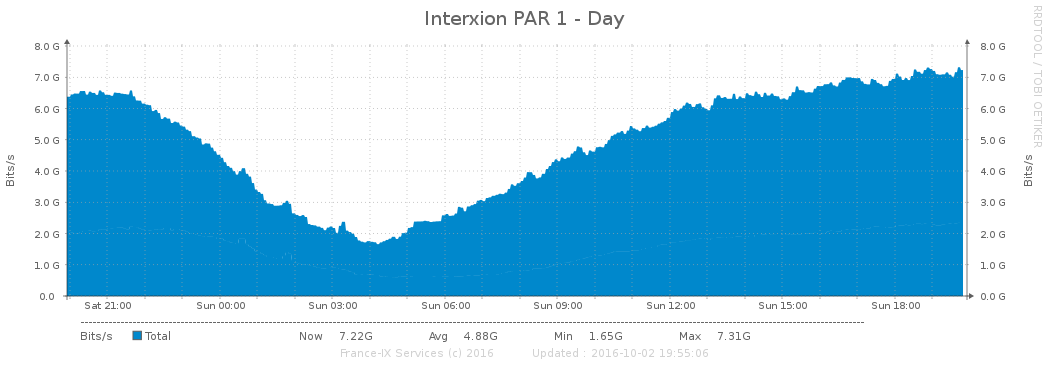 Interxion PAR 1 - Day
RRDTOOL / TOBI OETIKER
Bits/s
8.0 G
7.0 G
6.0 G
5.0 G
4.0 G
3.0 G
2.0 G
1.0 G
0.0
8.0 G
7.0 G
6.0 G
5.0 G
4.0 G
3.0 G
2.0 G
1.0 G
0.0 G
Bits/s
Sat 21:00 Sun 00:00 Sun 03:00 Sun 06:00 Sun 09:00 Sun 12:00 Sun 15:00 Sun 18:00
Bits/s Total Now 7.22G Avg 4.88G Min 1.65G Max 7.31G
France-IX Services (c) 2016 Updated : 2016-10-02 19:55:06